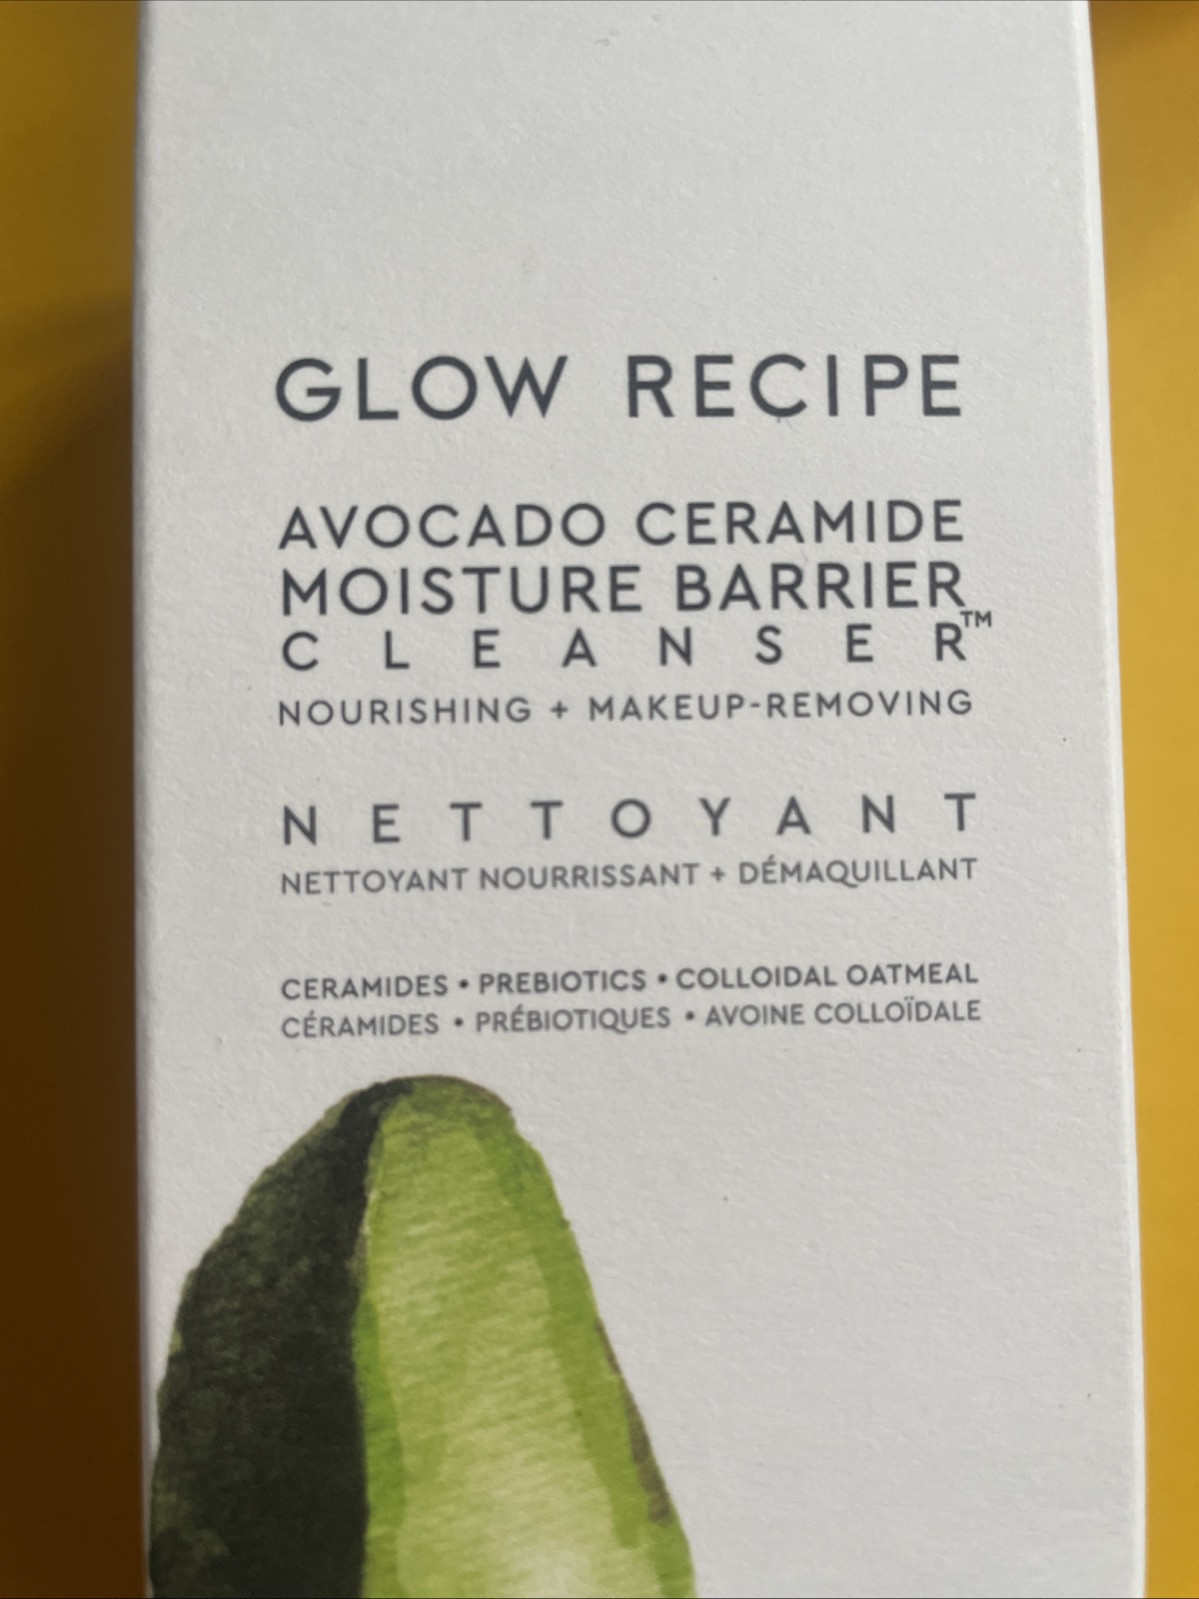 GLOW RECIPE
AVOCADO CERAMIDE
MOISTURE BARRIER
CLEANSER™
NOURISHING + MAKEUP-REMOVING
NETTOYANT
NETTOYANT NOURRISSANT + DÉMAQUILLANT
CERAMIDES • PREBIOTICS • COLLOIDAL OATMEAL
CÉRAMIDES • PRÉBIOTIQUES • AVOINE COLLOÏDALE